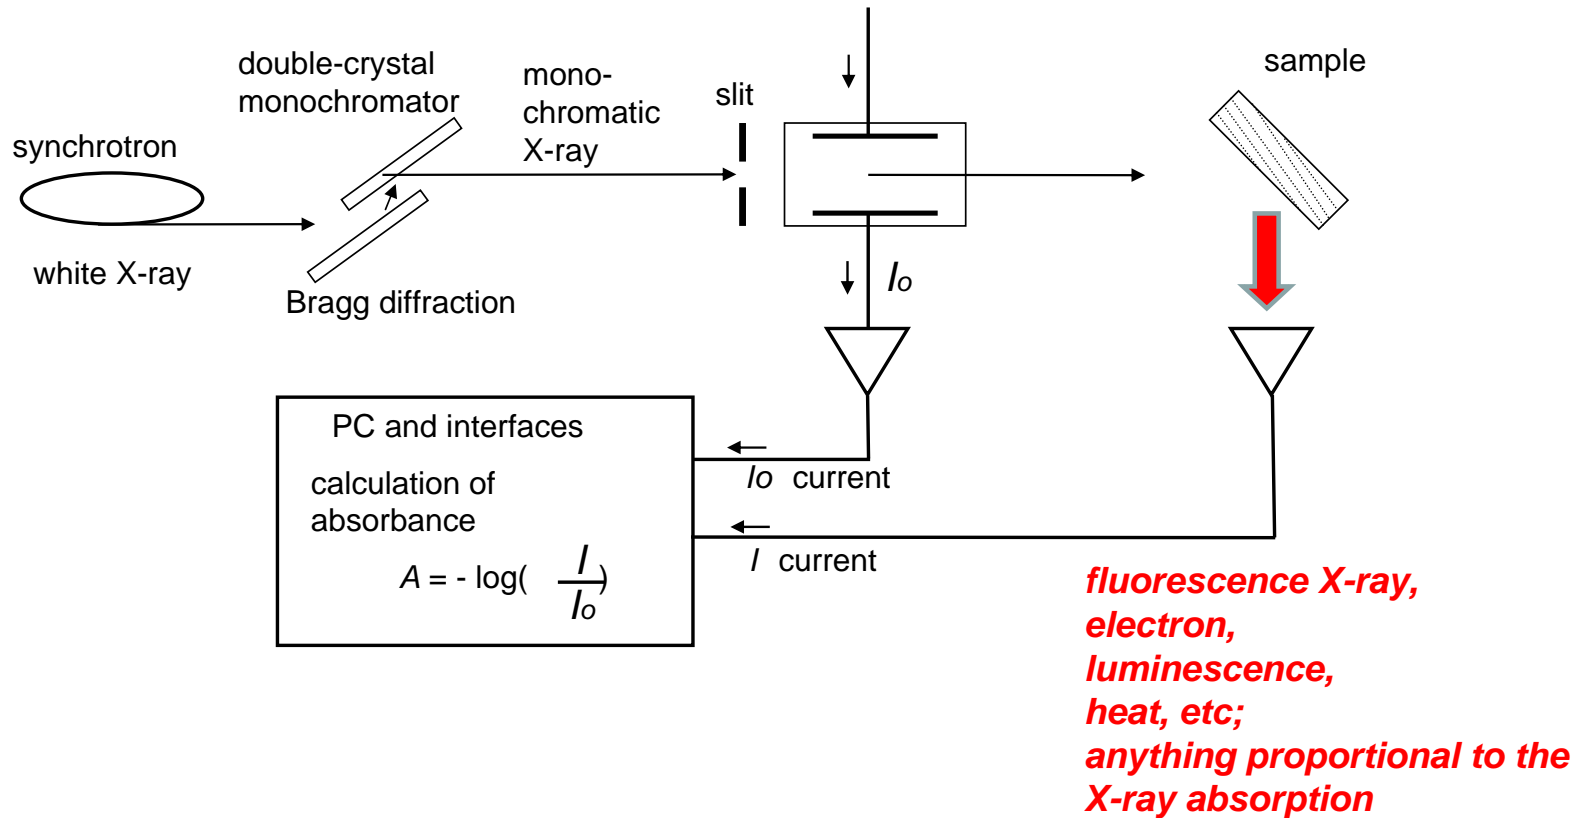 double-crystal
monochromator
mono-
chromatic
X-ray
slit
sample
synchrotron
white X-ray
Bragg diffraction
Io
PC and interfaces
calculation of
absorbance
A = - log( I / Io )
Io current
I current
fluorescence X-ray,
electron,
luminescence,
heat, etc;
anything proportional to the
X-ray absorption